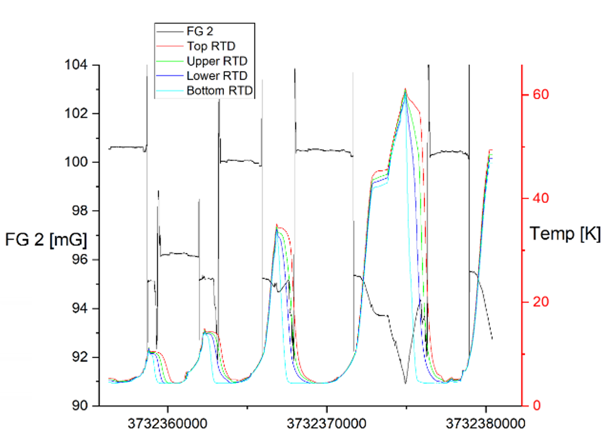 FG 2
Top RTD
Upper RTD
Lower RTD
Bottom RTD
104
102
100
98
96
94
92
90
FG 2 [mG]
60
40
20
0
Temp [K]
3732360000 3732370000 3732380000